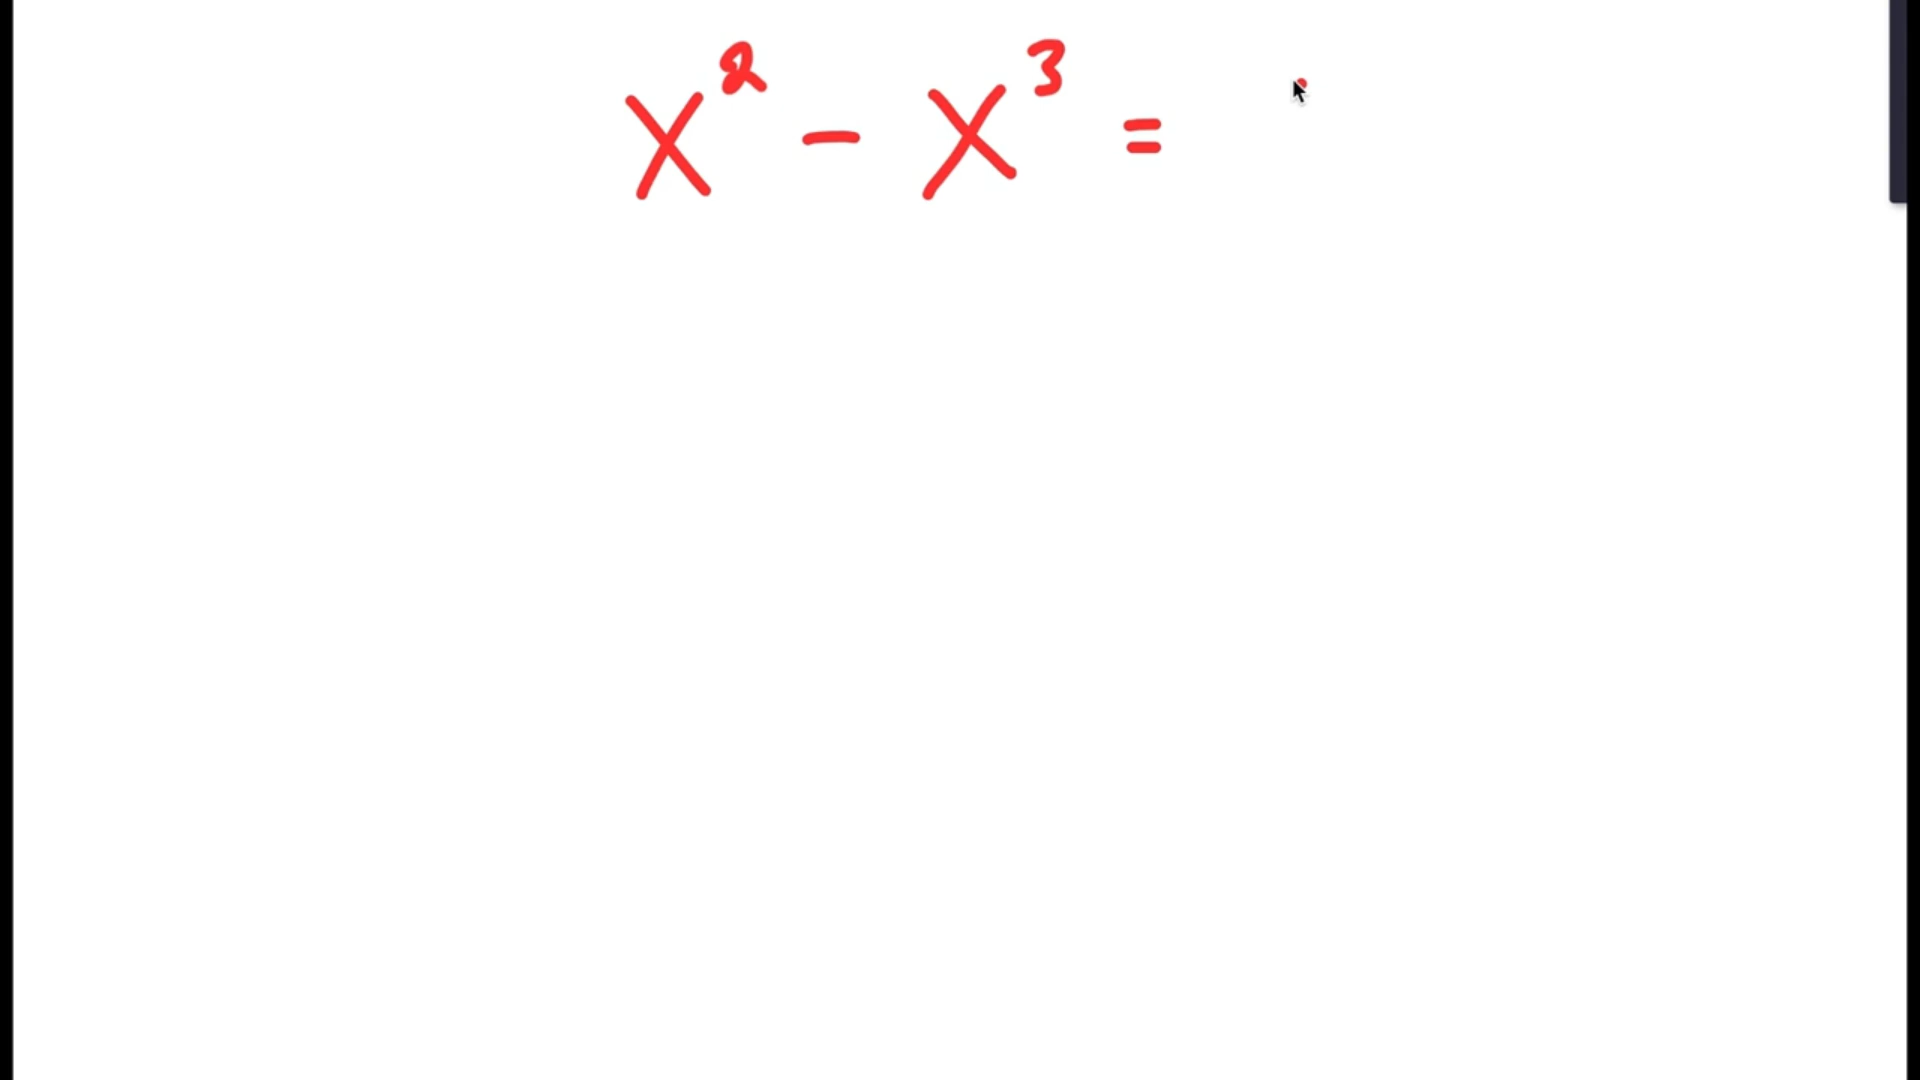 x² - x³ =